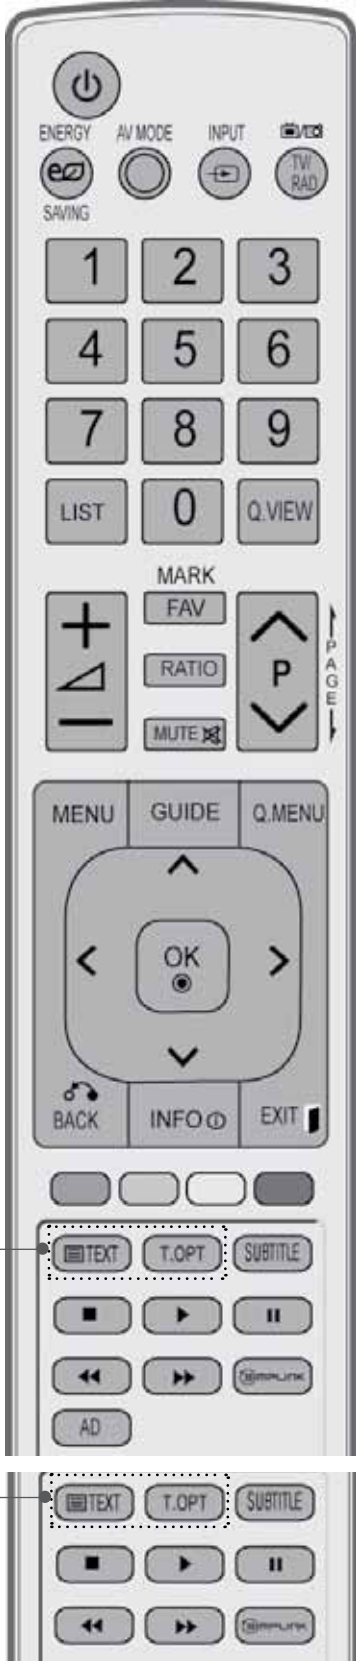 ENERGY AV MODE INPUT
TV/
RAD
SAVING
1 2 3
4 5 6
7 8 9
LIST 0 Q.VIEW
MARK
FAV
RATIO
P
PAGE
MUTE
MENU GUIDE Q.MENU
OK
BACK INFO EXIT
TEXT T.OPT SUBTITLE
SIMPLINK
AD
TEXT T.OPT SUBTITLE
SIMPLINK